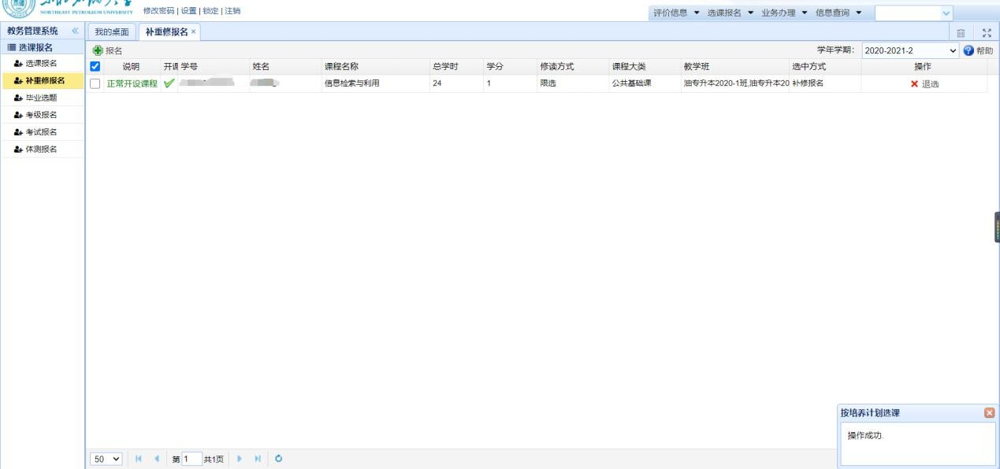 NORTHEAST PETROLEUM UNIVERSITY 修改密码 | 设置 | 锁定 | 注销 评价信息 选课报名 业务办理 信息查询
教务管理系统 我的桌面 补重修报名
选课报名
选课报名
补重修报名
毕业选题
考级报名
考试报名
体测报名
报名 学年学期： 2020-2021-2 帮助
说明 开课 学号 姓名 课程名称 总学时 学分 修读方式 课程大类 教学班 选中方式 操作
正常开设课程 信息检索与利用 24 1 限选 公共基础课 油专升本2020-1班,油专升本20 补修报名 退选
按培养计划选课
操作成功.
50 第 1 共1页